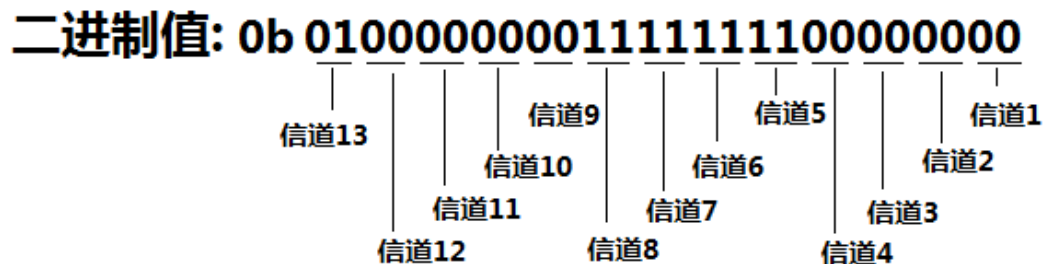 二进制值: 0b 01000000001111111100000000
信道9 信道5 信道1
信道13
信道10 信道6 信道2
信道11 信道7 信道3
信道12 信道8 信道4